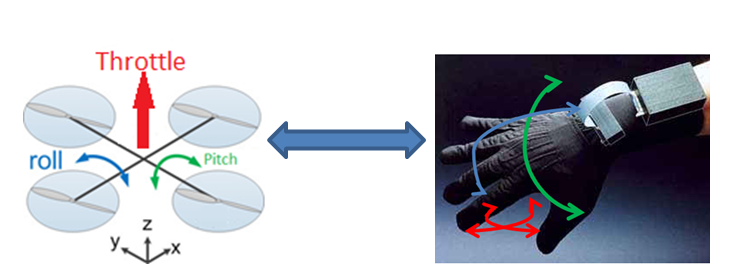 Throttle
roll
Pitch
z
y
x